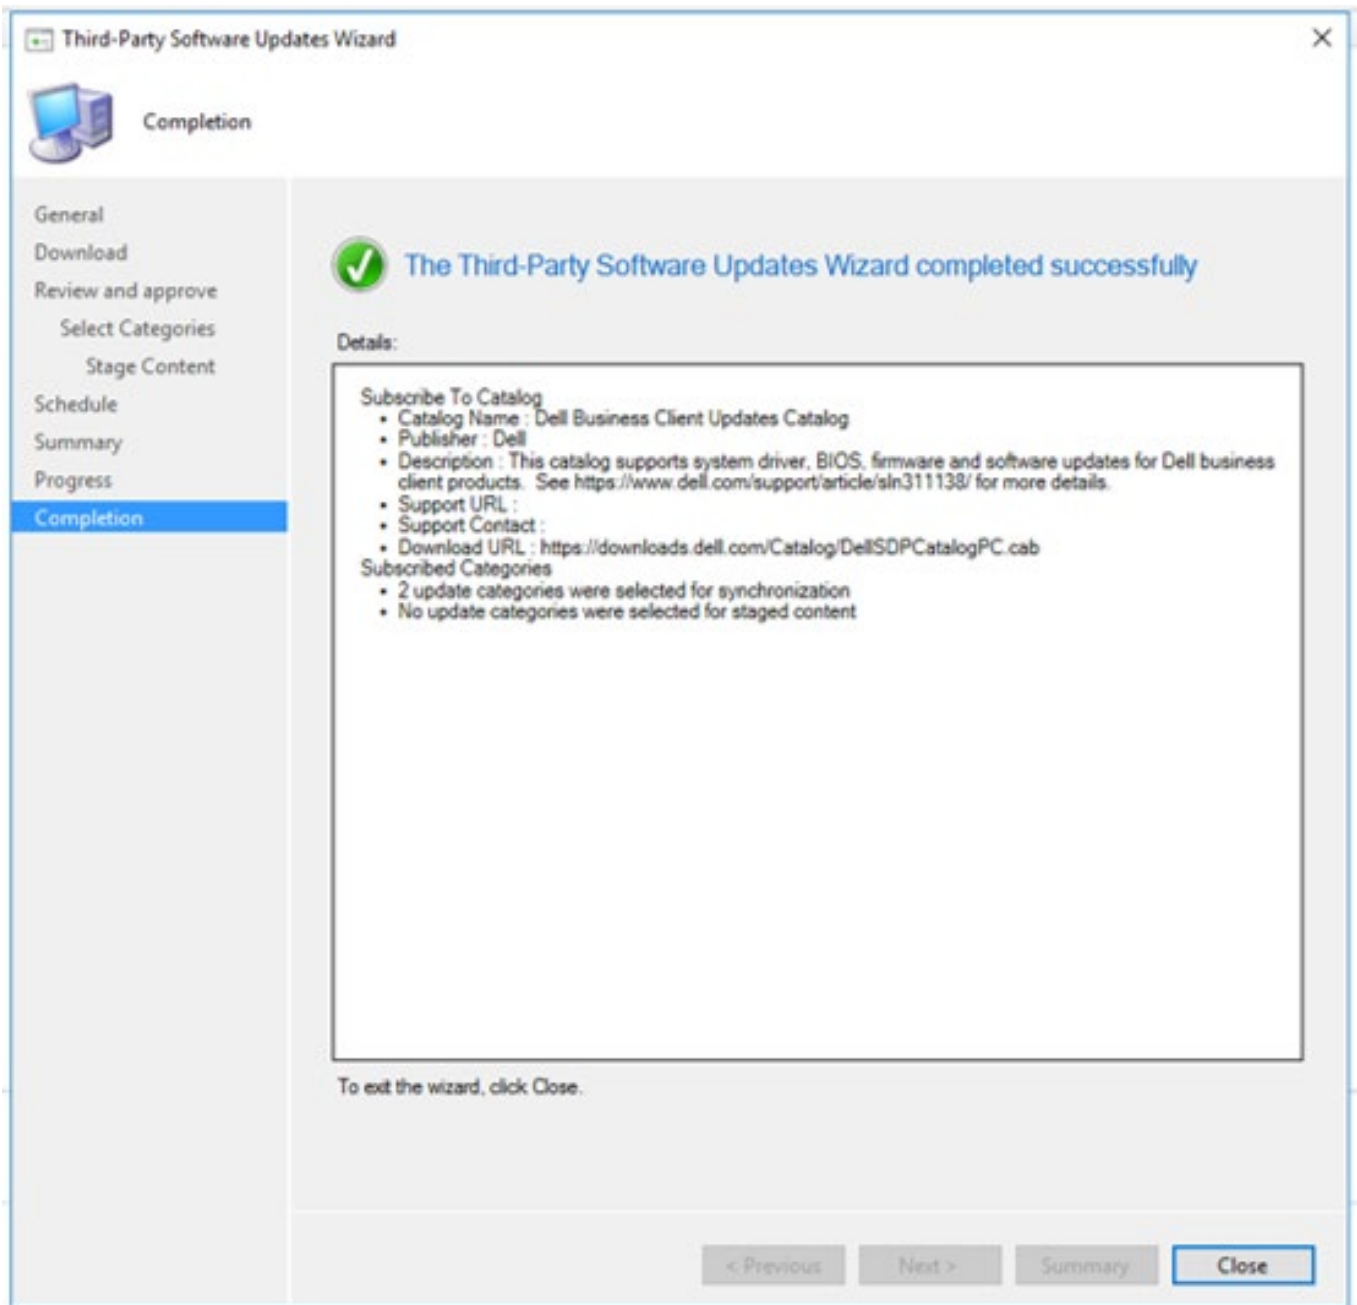 Third-Party Software Updates Wizard
Completion
General
Download
Review and approve
Select Categories
Stage Content
Schedule
Summary
Progress
Completion
The Third-Party Software Updates Wizard completed successfully
Details:
Subscribe To Catalog
• Catalog Name : Dell Business Client Updates Catalog
• Publisher : Dell
• Description : This catalog supports system driver, BIOS, firmware and software updates for Dell business
client products.  See https://www.dell.com/support/article/sln311138/ for more details.
• Support URL :
• Support Contact :
• Download URL : https://downloads.dell.com/Catalog/DellSDPCatalogPC.cab
Subscribed Categories
• 2 update categories were selected for synchronization
• No update categories were selected for staged content
To exit the wizard, click Close.
< Previous
Next >
Summary
Close